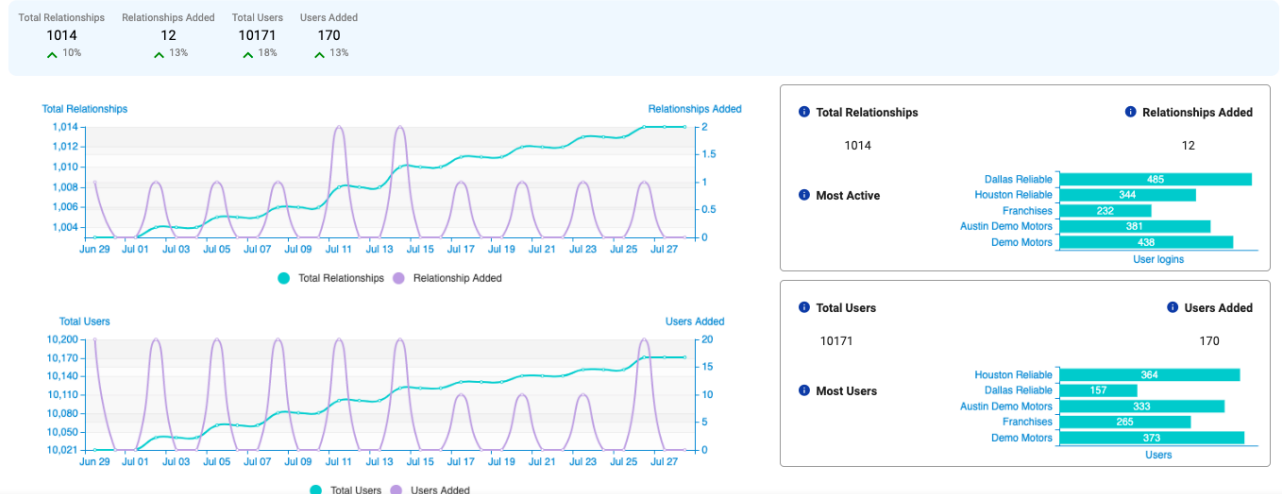 Total Relationships Relationships Added Total Users Users Added
1014 12 10171 170
10% 13% 18% 13%
Total Relationships Relationships Added
1,014 2
1,012
1.5
1,010
1,008 1
1,006
0.5
1,004
0
Jun 29 Jul 01 Jul 03 Jul 05 Jul 07 Jul 09 Jul 11 Jul 13 Jul 15 Jul 17 Jul 19 Jul 21 Jul 23 Jul 25 Jul 27
Total Relationships Relationship Added
Total Users Users Added
10,200 20
10,170
15
10,140
10,110 10
10,080
5
10,050
10,021 0
Jun 29 Jul 01 Jul 03 Jul 05 Jul 07 Jul 09 Jul 11 Jul 13 Jul 15 Jul 17 Jul 19 Jul 21 Jul 23 Jul 25 Jul 27
Total Users Users Added
Total Relationships Relationships Added
1014 12
Most Active
Dallas Reliable 485
Houston Reliable 344
Franchises 232
Austin Demo Motors 381
Demo Motors 438
User logins
Total Users Users Added
10171 170
Most Users
Houston Reliable 364
Dallas Reliable 157
Austin Demo Motors 333
Franchises 265
Demo Motors 373
Users